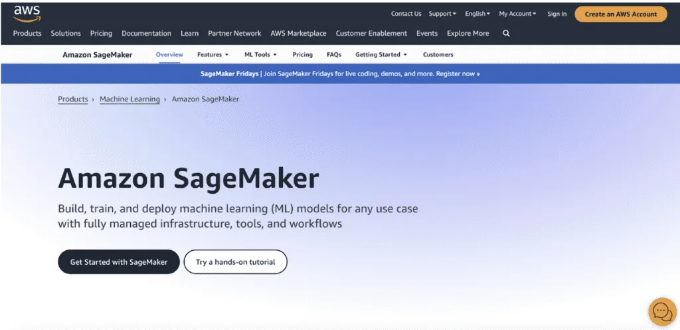 aws
Contact Us Support English My Account Sign In Create an AWS Account
Products Solutions Pricing Documentation Learn Partner Network AWS Marketplace Customer Enablement Events Explore More
Amazon SageMaker Overview Features ML Tools Pricing FAQs Getting Started Customers
SageMaker Fridays | Join SageMaker Fridays for live coding, demos, and more. Register now »
Products › Machine Learning › Amazon SageMaker
Amazon SageMaker
Build, train, and deploy machine learning (ML) models for any use case
with fully managed infrastructure, tools, and workflows
Get Started with SageMaker Try a hands-on tutorial